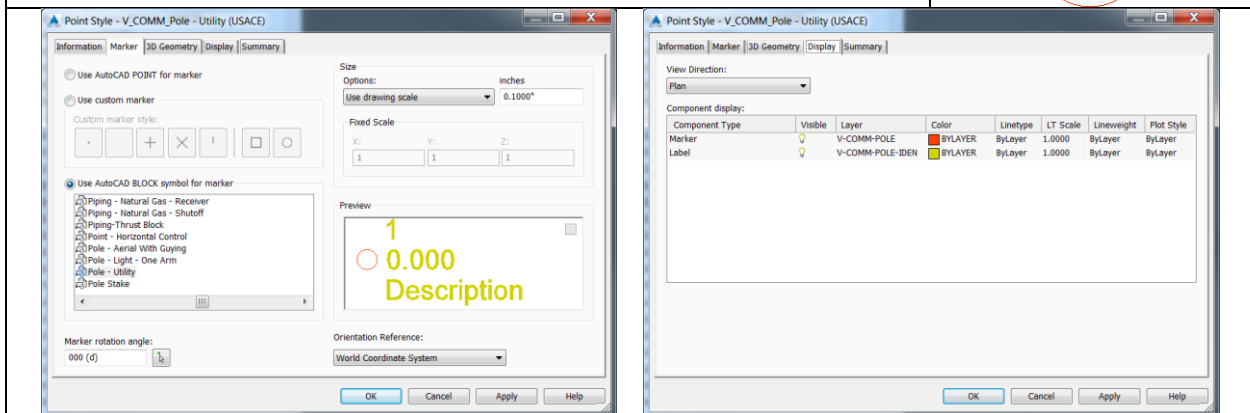 Point Style - V_COMM_Pole - Utility (USACE)
Information Marker 3D Geometry Display Summary
Use AutoCAD POINT for marker
Use custom marker
Custom marker style:
Use AutoCAD BLOCK symbol for marker
Piping - Natural Gas - Receiver
Piping - Natural Gas - Shutoff
Piping-Thrust Block
Point - Horizontal Control
Pole - Aerial With Guying
Pole - Light - One Arm
Pole - Utility
Pole Stake
Marker rotation angle:
000 (d)
Size
Options: inches
Use drawing scale 0.1000"
Fixed Scale
X: Y: Z:
1 1 1
Preview
1
0.000
Description
Orientation Reference:
World Coordinate System
OK Cancel Apply Help
Point Style - V_COMM_Pole - Utility (USACE)
Information Marker 3D Geometry Display Summary
View Direction:
Plan
Component display:
Component Type Visible Layer Color Linetype LT Scale Lineweight Plot Style
Marker V-COMM-POLE BYLAYER ByLayer 1.0000 ByLayer ByLayer
Label V-COMM-POLE-IDEN BYLAYER ByLayer 1.0000 ByLayer ByLayer
OK Cancel Apply Help